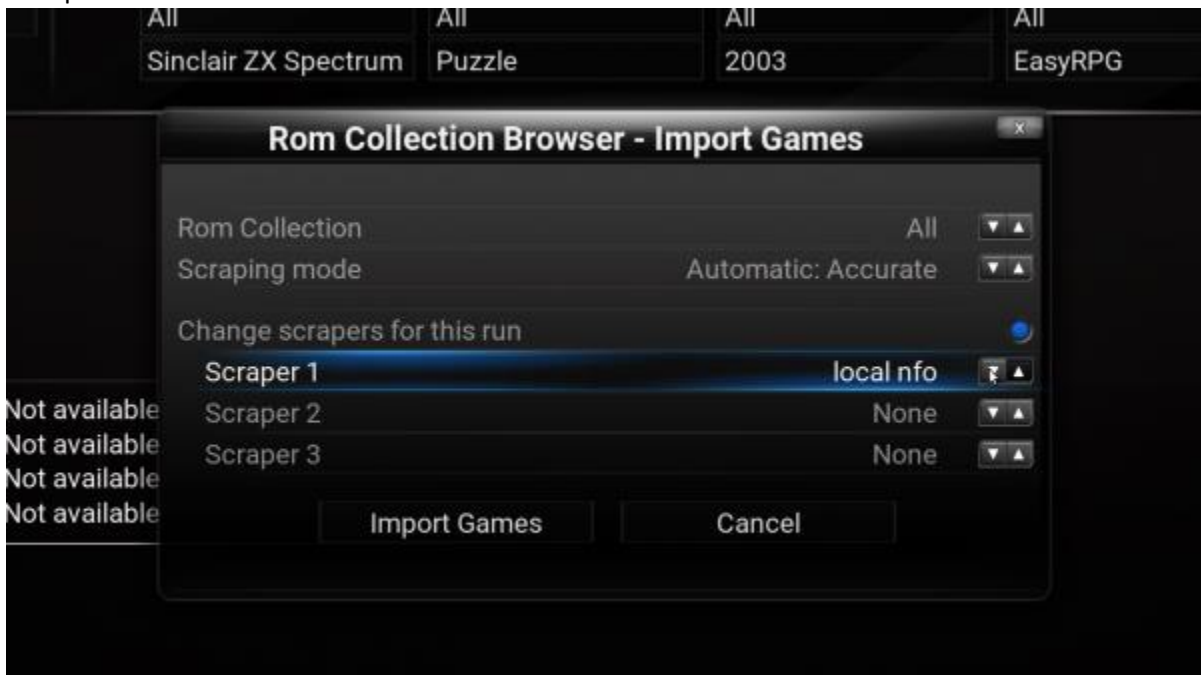 All All All All
Sinclair ZX Spectrum Puzzle 2003 EasyRPG
Rom Collection Browser - Import Games x
Rom Collection All
Scraping mode Automatic: Accurate
Change scrapers for this run
Scraper 1 local nfo
Not available Scraper 2 None
Not available Scraper 3 None
Not available
Not available
Import Games Cancel